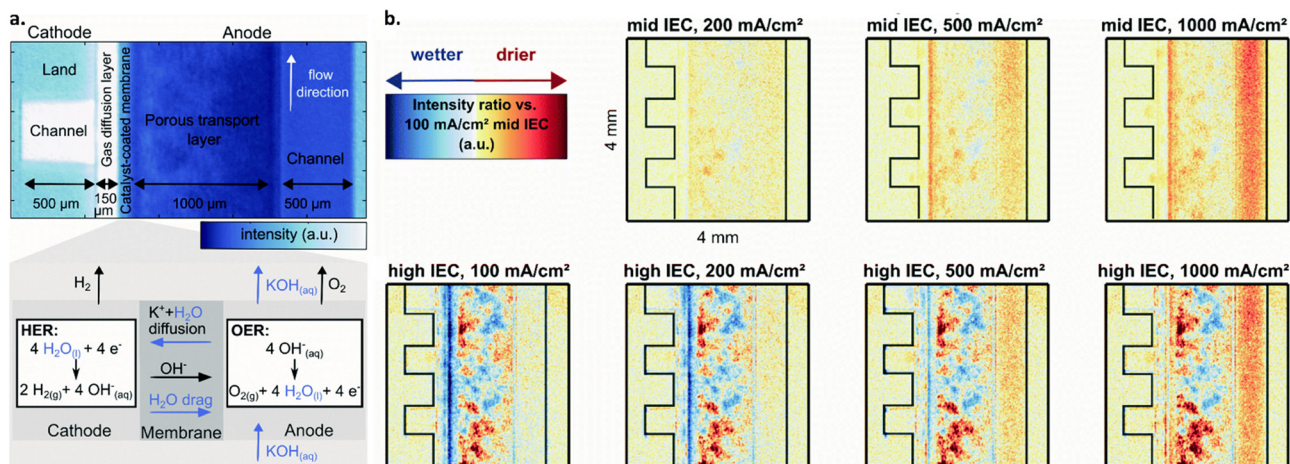 a.
Cathode
Anode
Land
Channel
Gas diffusion layer
Catalyst-coated membrane
Porous transport layer
flow
direction
Channel
500 µm
150 µm
1000 µm
500 µm
intensity (a.u.)
H₂
KOH(aq)
O₂
HER:
4 H₂O(l) + 4 e⁻
2 H₂(g) + 4 OH⁻(aq)
K⁺+H₂O
diffusion
OH⁻
H₂O drag
OER:
4 OH⁻(aq)
O₂(g) + 4 H₂O(l) + 4 e⁻
Cathode
Membrane
Anode
KOH(aq)
b.
wetter
drier
Intensity ratio vs.
100 mA/cm² mid IEC
(a.u.)
mid IEC, 200 mA/cm²
mid IEC, 500 mA/cm²
mid IEC, 1000 mA/cm²
4 mm
4 mm
high IEC, 100 mA/cm²
high IEC, 200 mA/cm²
high IEC, 500 mA/cm²
high IEC, 1000 mA/cm²